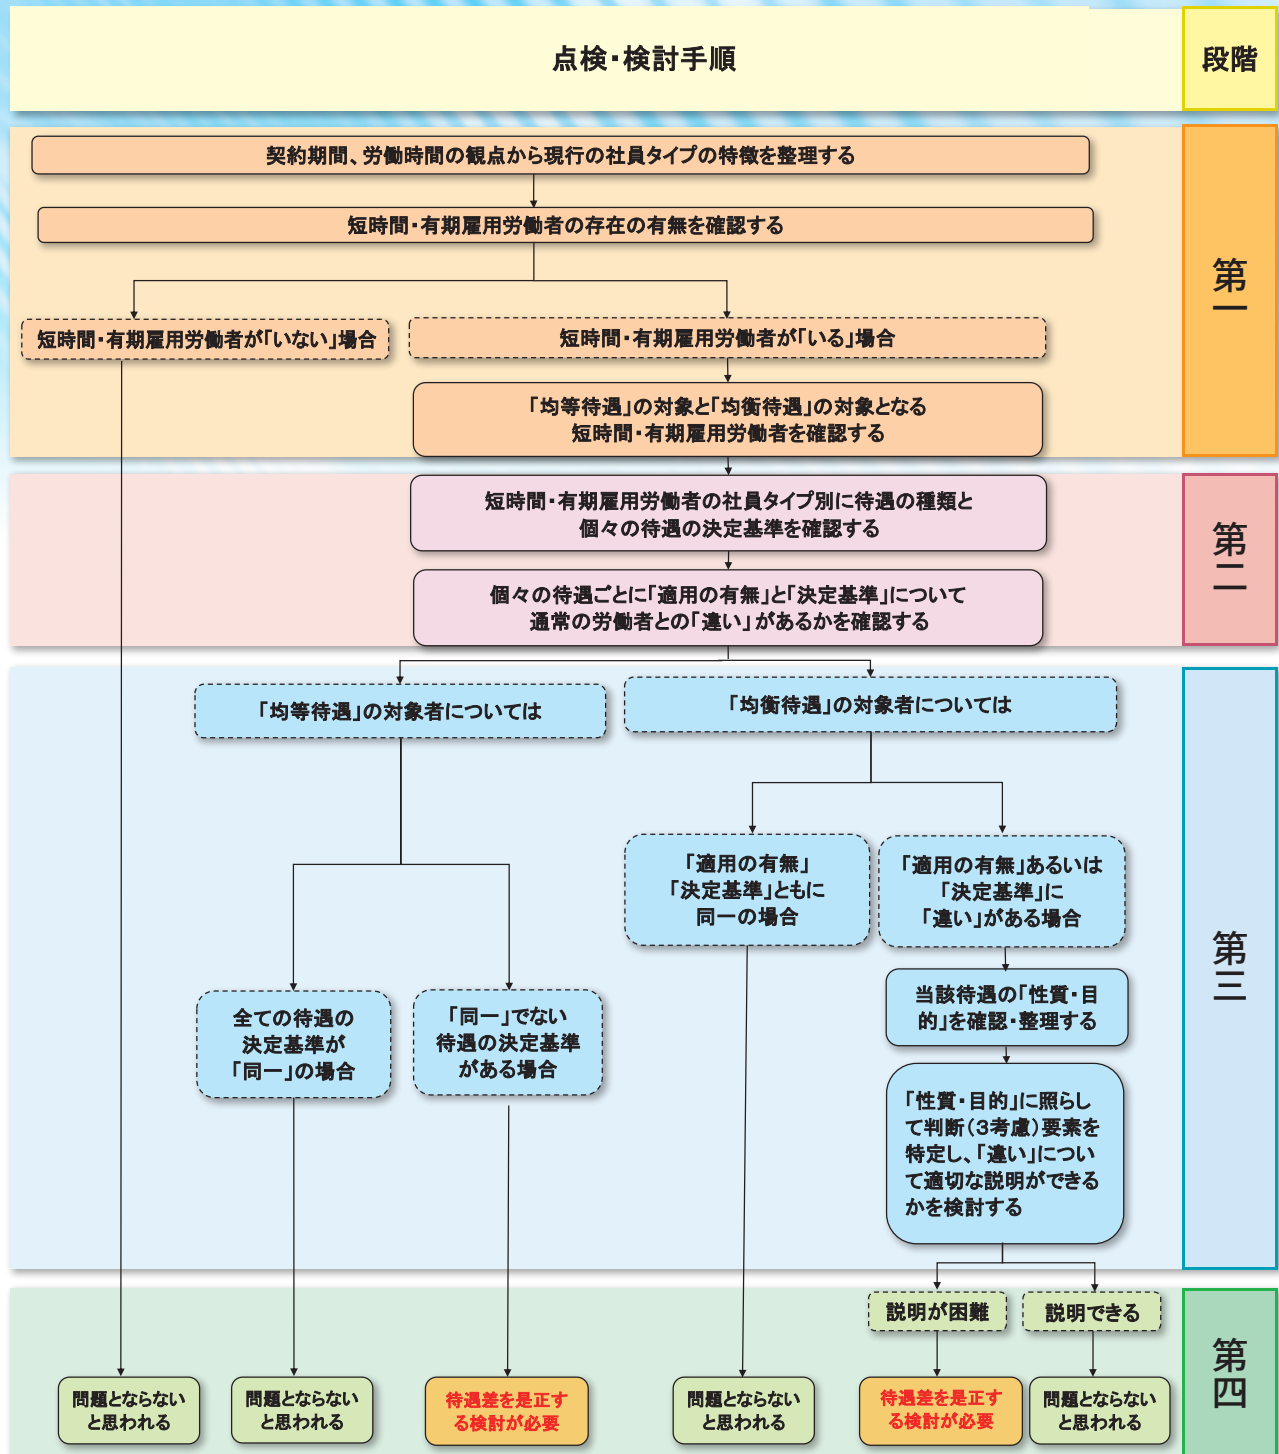 点検・検討手順
段階
契約期間、労働時間の観点から現行の社員タイプの特徴を整理する
短時間・有期雇用労働者の存在の有無を確認する
短時間・有期雇用労働者が「いない」場合
短時間・有期雇用労働者が「いる」場合
「均等待遇」の対象と「均衡待遇」の対象となる
短時間・有期雇用労働者を確認する
第一
短時間・有期雇用労働者の社員タイプ別に待遇の種類と
個々の待遇の決定基準を確認する
個々の待遇ごとに「適用の有無」と「決定基準」について
通常の労働者との「違い」があるかを確認する
第二
「均等待遇」の対象者については
「均衡待遇」の対象者については
「適用の有無」
「決定基準」ともに
同一の場合
「適用の有無」あるいは
「決定基準」に
「違い」がある場合
全ての待遇の
決定基準が
「同一」の場合
「同一」でない
待遇の決定基準
がある場合
当該待遇の「性質・目
的」を確認・整理する
「性質・目的」に照らし
て判断（3考慮）要素を
特定し、「違い」につい
て適切な説明ができる
かを検討する
第三
説明が困難
説明できる
問題とならない
と思われる
問題とならない
と思われる
待遇差を是正す
る検討が必要
問題とならない
と思われる
待遇差を是正す
る検討が必要
問題とならない
と思われる
第四